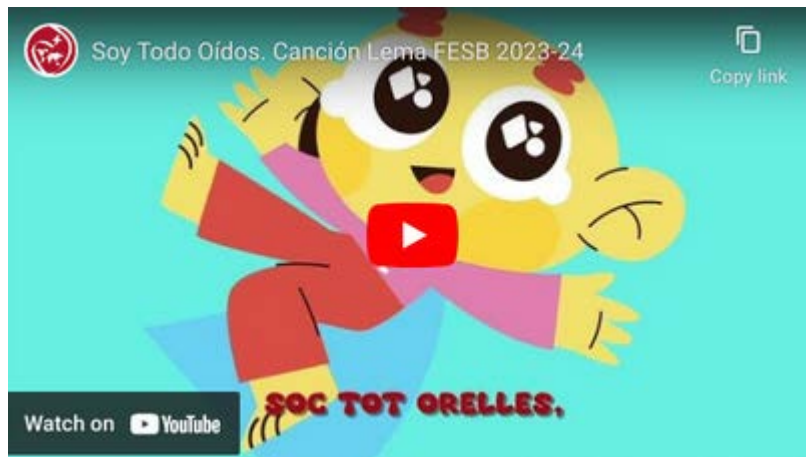 Soy Todo Oídos. Canción Lema FESB 2023-24
Copy link
SOC TOT ORELLES,
Watch on YouTube